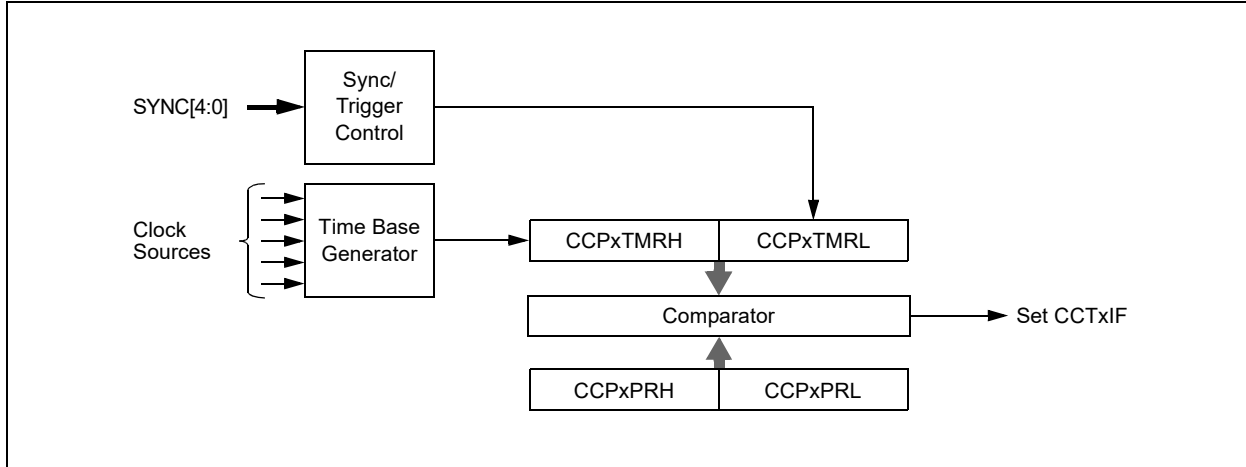 Sync/
Trigger
Control
SYNC[4:0]
Clock
Sources
Time Base
Generator
CCPxTMRH
CCPxTMRL
Comparator
Set CCTxIF
CCPxPRH
CCPxPRL